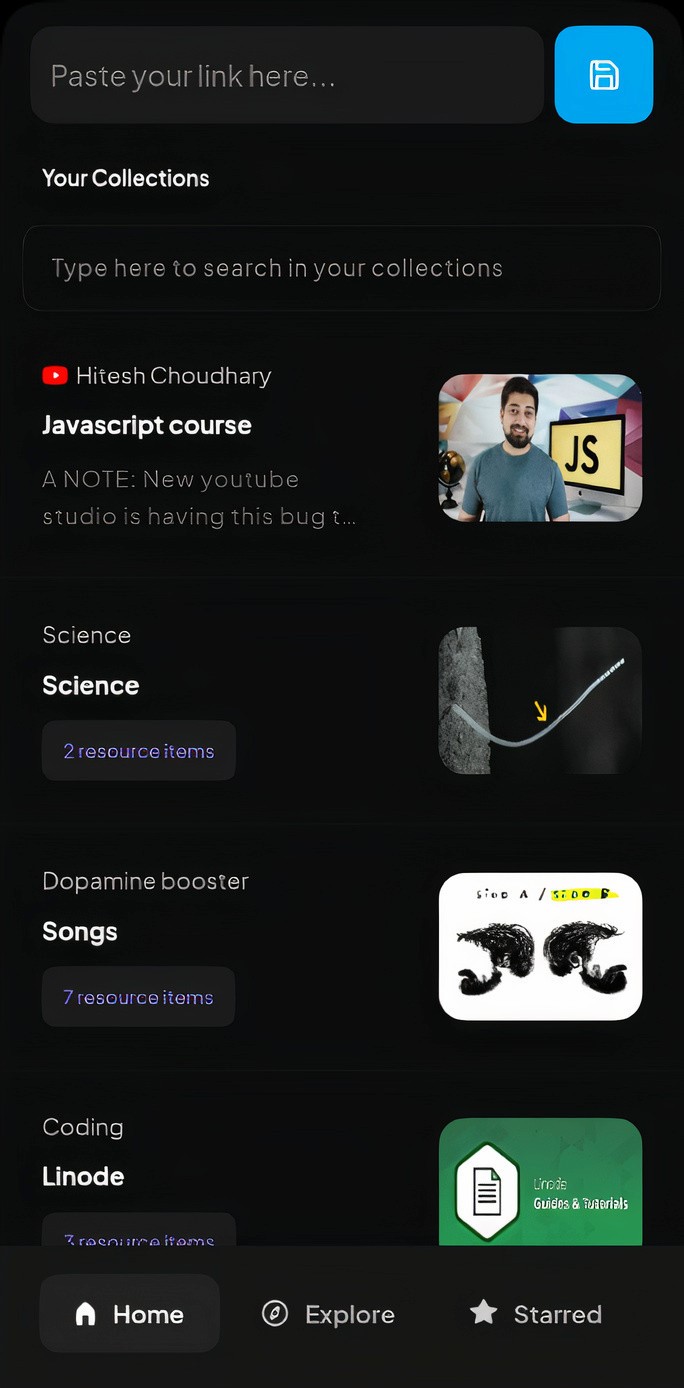 Paste your link here...
Your Collections
Type here to search in your collections
Hitesh Choudhary
Javascript course
A NOTE: New youtube
studio is having this bug t...
JS
Science
Science
2 resource items
Dopamine booster
Songs
7 resource items
SIDE A / SIDE B
Coding
Linode
3 resource items
Linode
Guides & Tutorials
Home
Explore
Starred